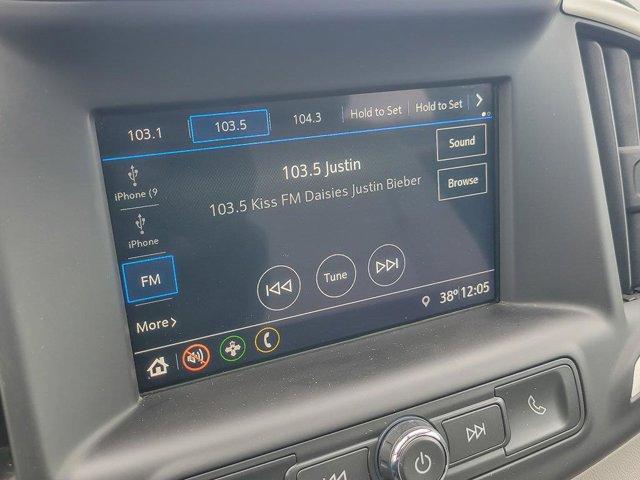 103.1 103.5 104.3 Hold to Set Hold to Set
iPhone (9
iPhone
FM
More
103.5 Justin
103.5 Kiss FM Daisies Justin Bieber
Sound
Browse
Tune
38° 12:05